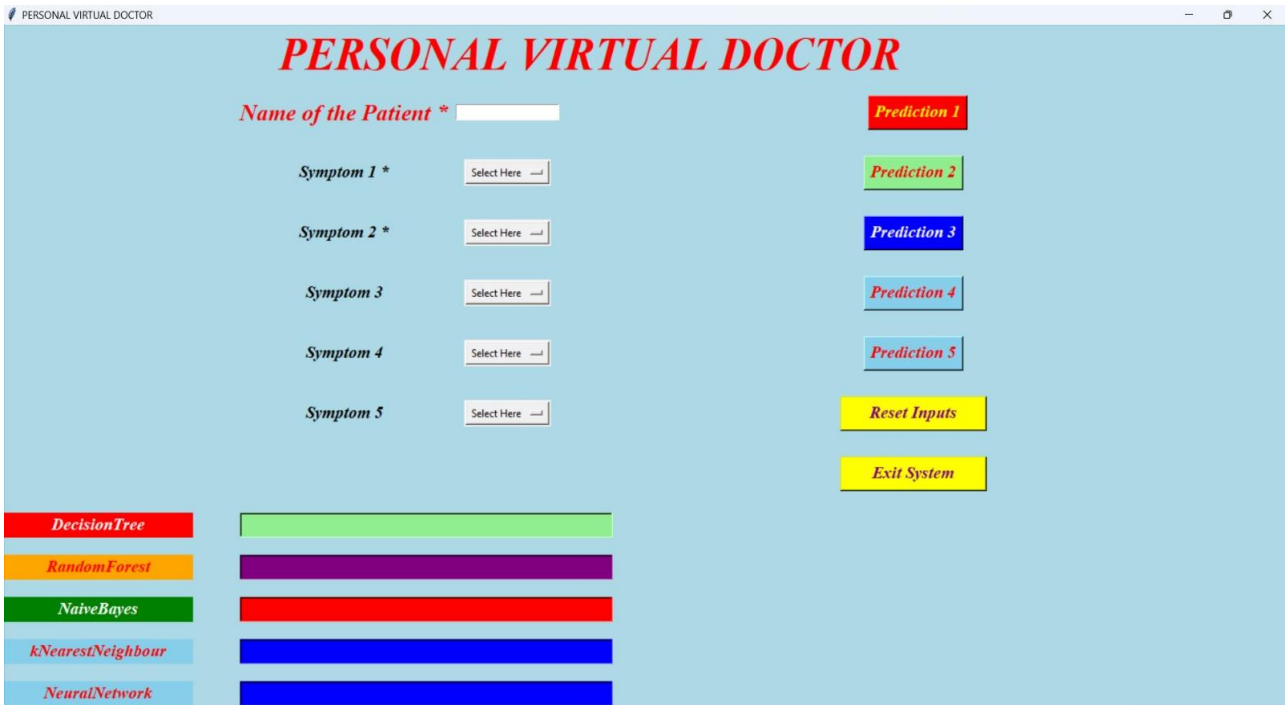 PERSONAL VIRTUAL DOCTOR
PERSONAL VIRTUAL DOCTOR
Name of the Patient *
Prediction 1
Symptom 1 *
Select Here
Prediction 2
Symptom 2 *
Select Here
Prediction 3
Symptom 3
Select Here
Prediction 4
Symptom 4
Select Here
Prediction 5
Symptom 5
Select Here
Reset Inputs
Exit System
DecisionTree
RandomForest
NaiveBayes
kNearestNeighbour
NeuralNetwork